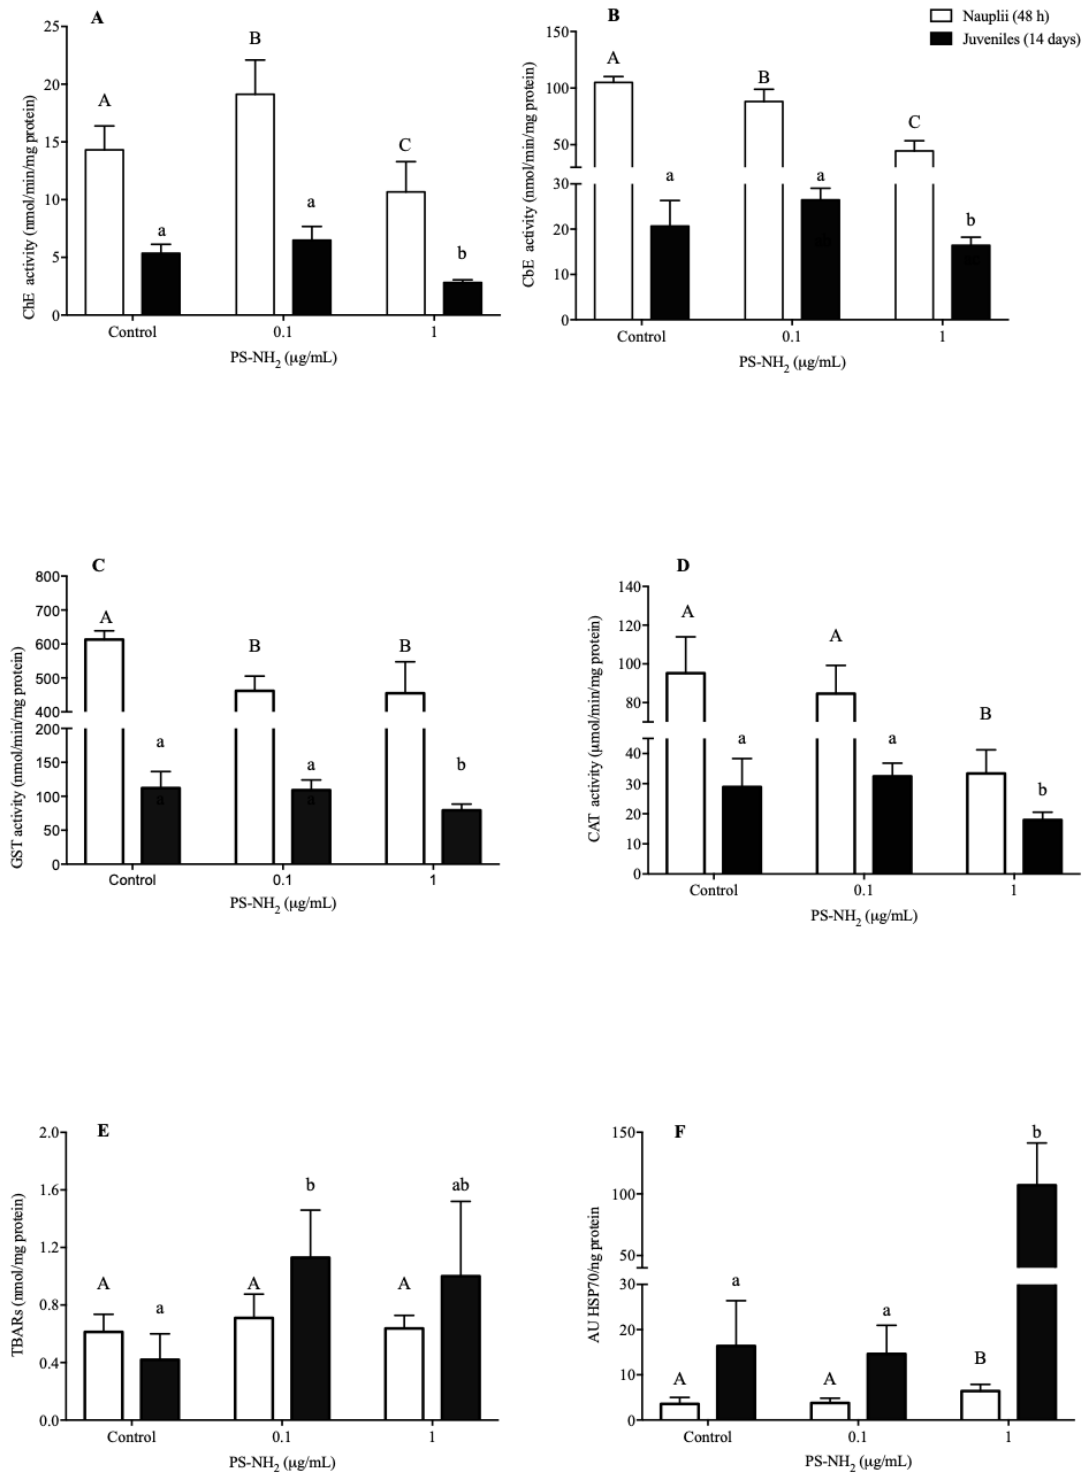 A
25
20
15
10
5
0
ChE activity (nmol/min/mg protein)
A
a
B
a
C
b
Control
0.1
1
PS-NH2 (μg/mL)
B
Nauplii (48 h)
Juveniles (14 days)
150
100
50
30
20
10
0
CbE activity (nmol/min/mg protein)
A
a
B
a
ab
C
b
Control
0.1
1
PS-NH2 (μg/mL)
C
800
700
600
500
400
200
150
100
50
0
GST activity (nmol/min/mg protein)
A
a
a
B
a
a
B
b
Control
0.1
1
PS-NH2 (μg/mL)
D
140
120
100
80
40
30
20
10
0
CAT activity (μmol/min/mg protein)
A
a
A
a
B
b
Control
0.1
1
PS-NH2 (μg/mL)
E
2.0
1.6
1.2
0.8
0.4
0.0
TBARs (nmol/mg protein)
A
a
A
b
A
ab
Control
0.1
1
PS-NH2 (μg/mL)
F
150
100
50
30
20
10
0
AU HSP70/ng protein
A
a
A
a
B
b
Control
0.1
1
PS-NH2 (μg/mL)